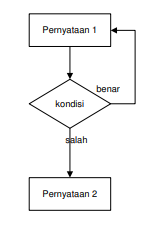 Pernyataan 1
benar
kondisi
salah
Pernyataan 2